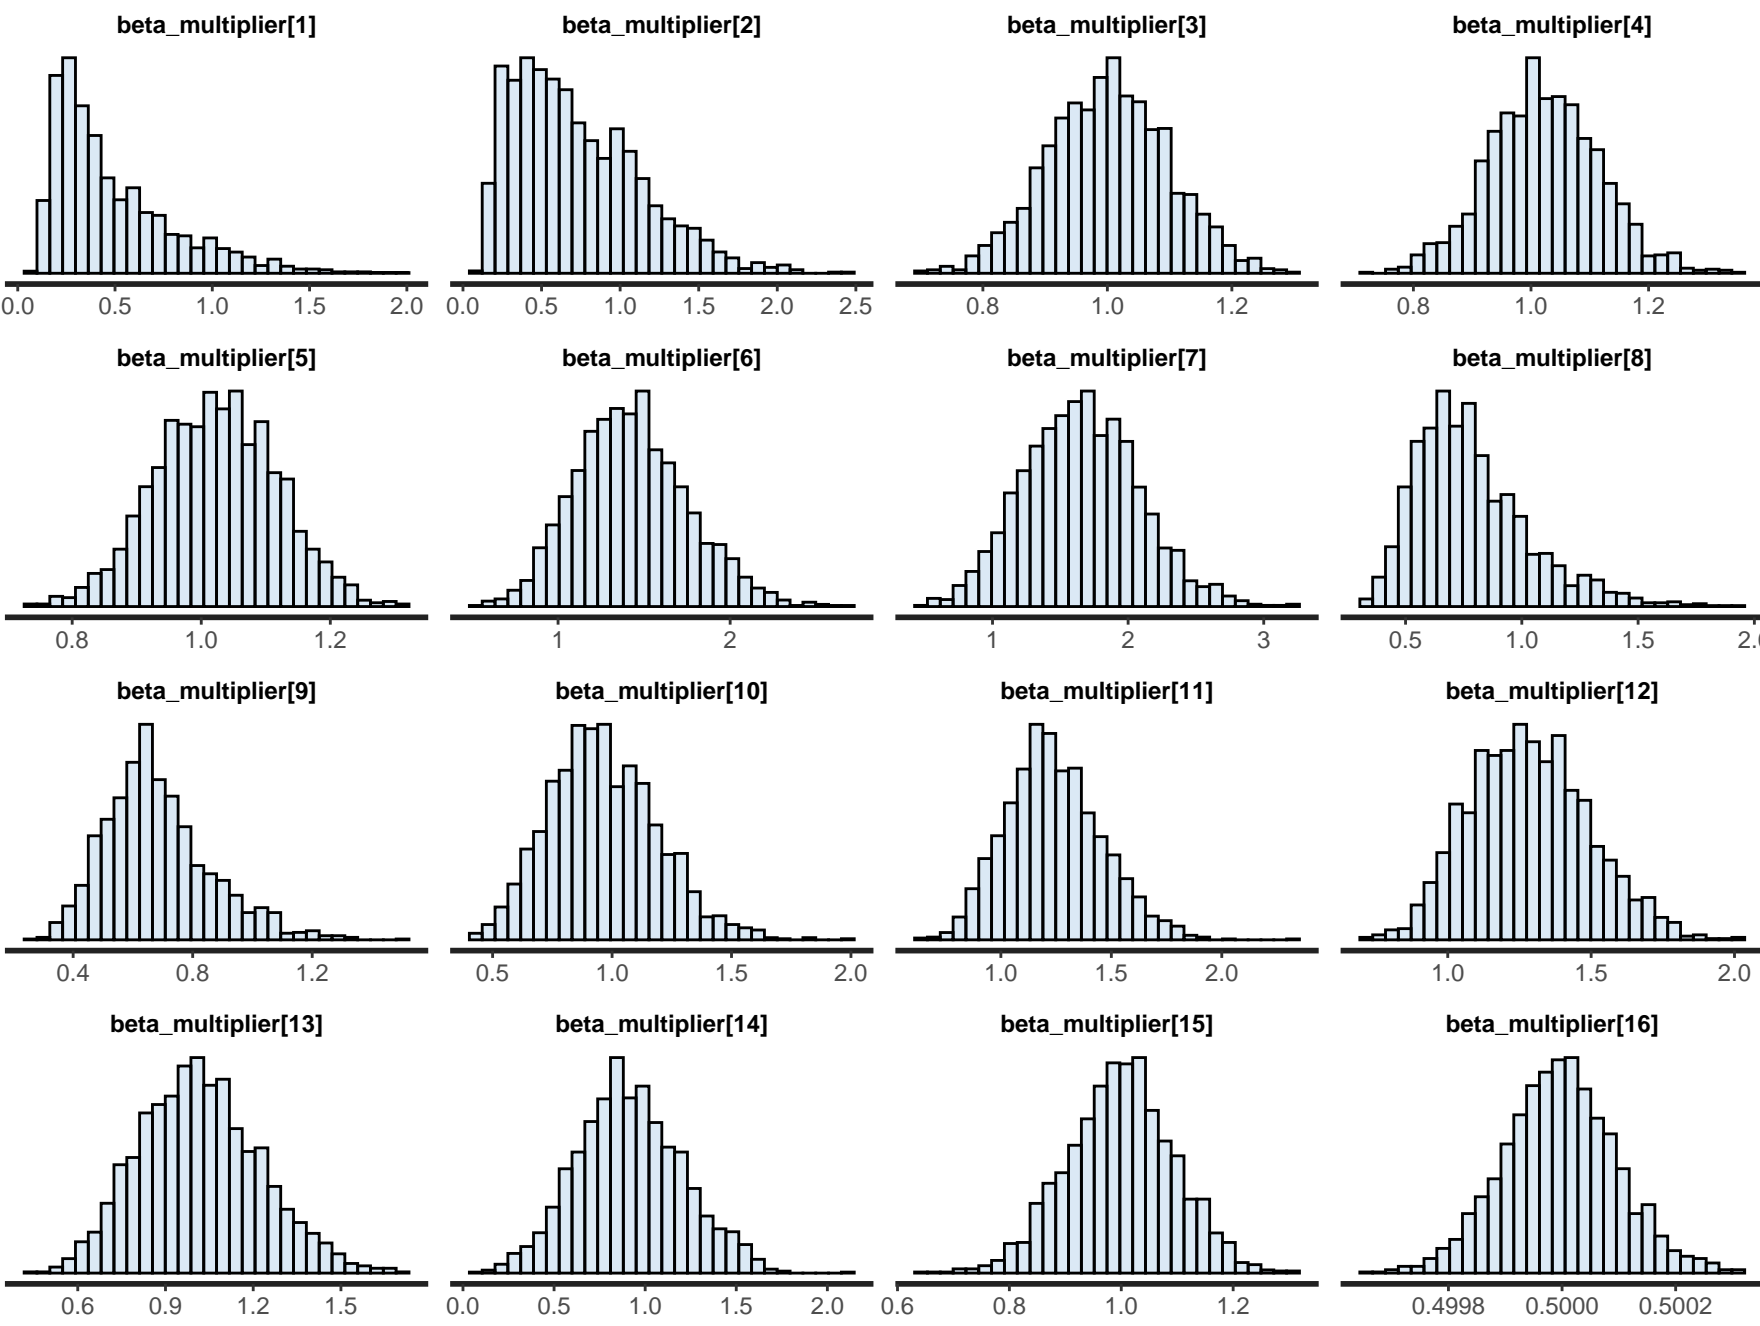 beta_multiplier[1] beta_multiplier[2] beta_multiplier[3] beta_multiplier[4]
0.0 0.5 1.0 1.5 2.0 0.0 0.5 1.0 1.5 2.0 2.5 0.8 1.0 1.2 0.8 1.0 1.2
beta_multiplier[5] beta_multiplier[6] beta_multiplier[7] beta_multiplier[8]
0.8 1.0 1.2 1 2 1 2 3 0.5 1.0 1.5 2.0
beta_multiplier[9] beta_multiplier[10] beta_multiplier[11] beta_multiplier[12]
0.4 0.8 1.2 0.5 1.0 1.5 2.0 1.0 1.5 2.0 1.0 1.5 2.0
beta_multiplier[13] beta_multiplier[14] beta_multiplier[15] beta_multiplier[16]
0.6 0.9 1.2 1.5 0.0 0.5 1.0 1.5 2.0 0.6 0.8 1.0 1.2 0.4998 0.5000 0.5002